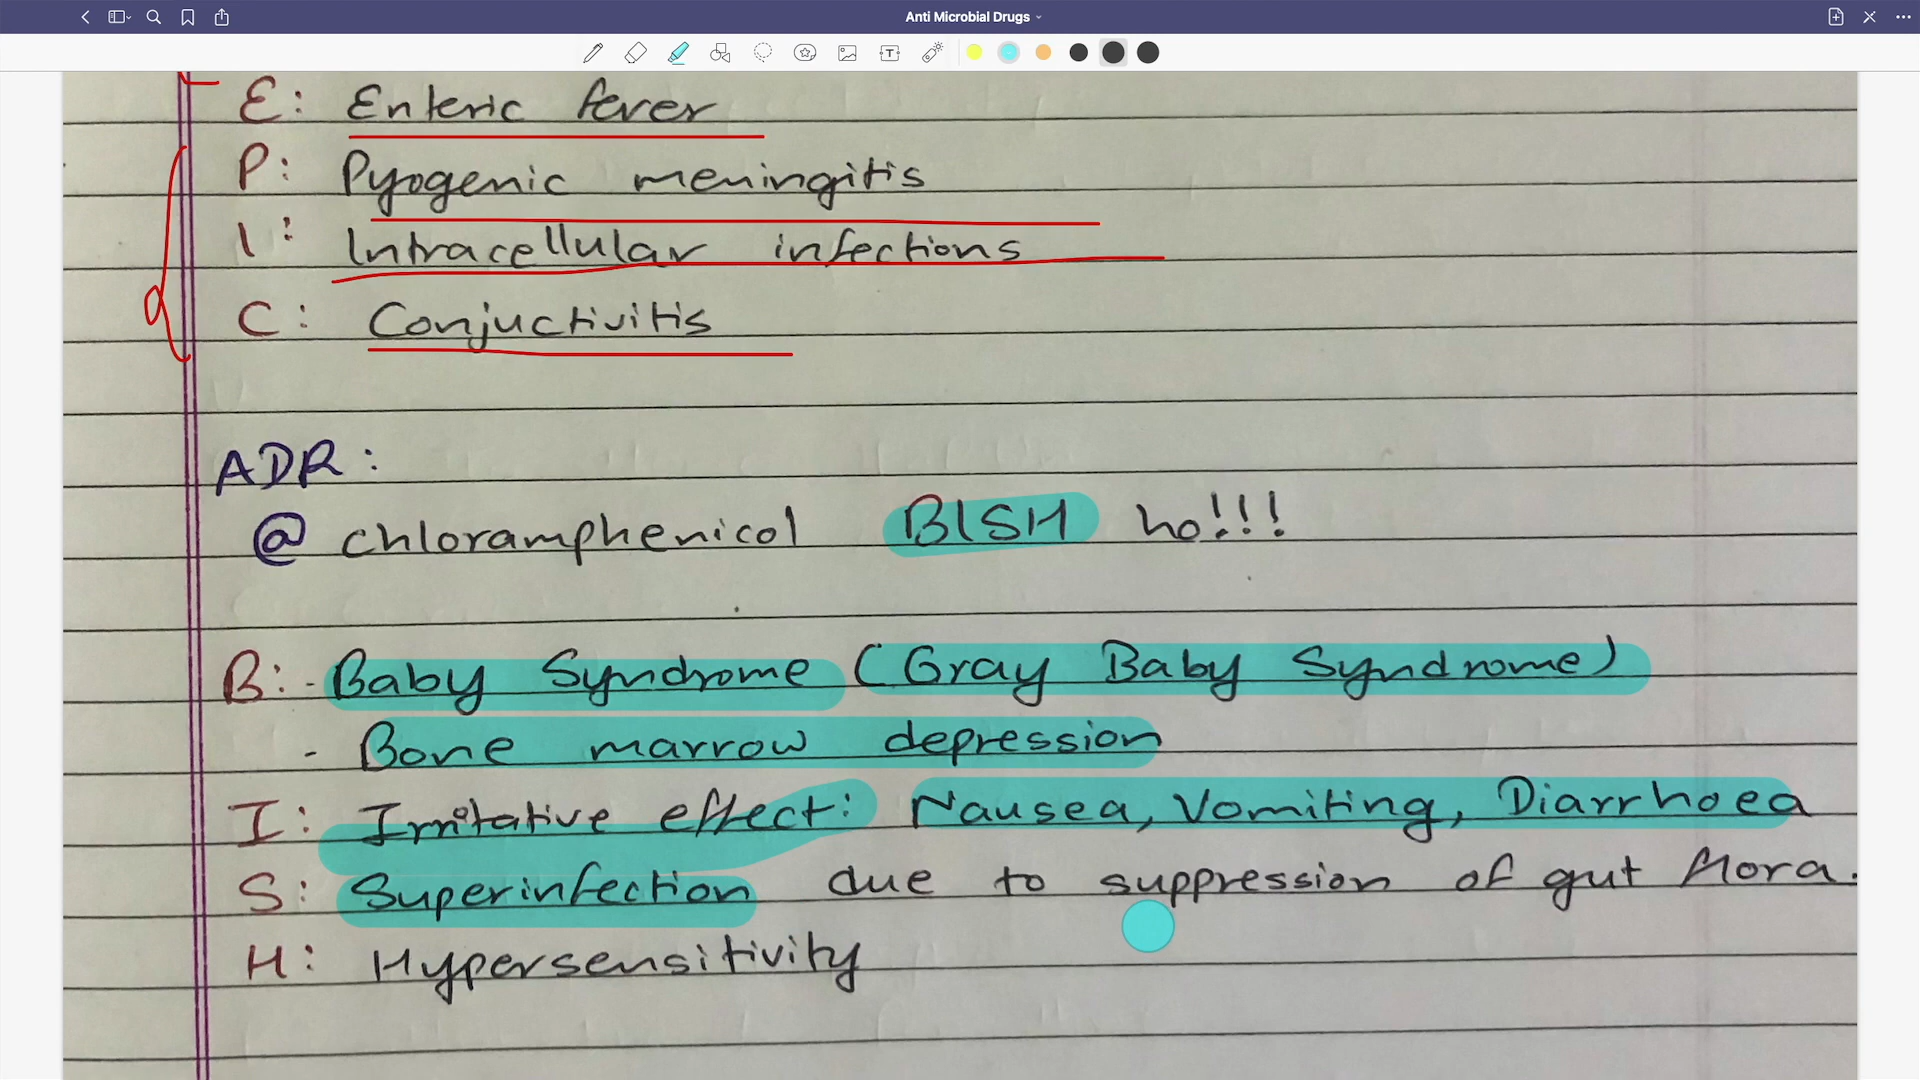 Anti Microbial Drugs
E: Enteric fever
P: Pyogenic meningitis
I: Intracellular infections
C: Conjuctivitis
ADR:
@ chloramphenicol BISH ho!!!
B: - Baby Syndrome (Gray Baby Syndrome)
- Bone marrow depression
I: Irritative effect: Nausea, Vomiting, Diarrhoea
S: Superinfection due to suppression of gut flora.
H: Hypersensitivity